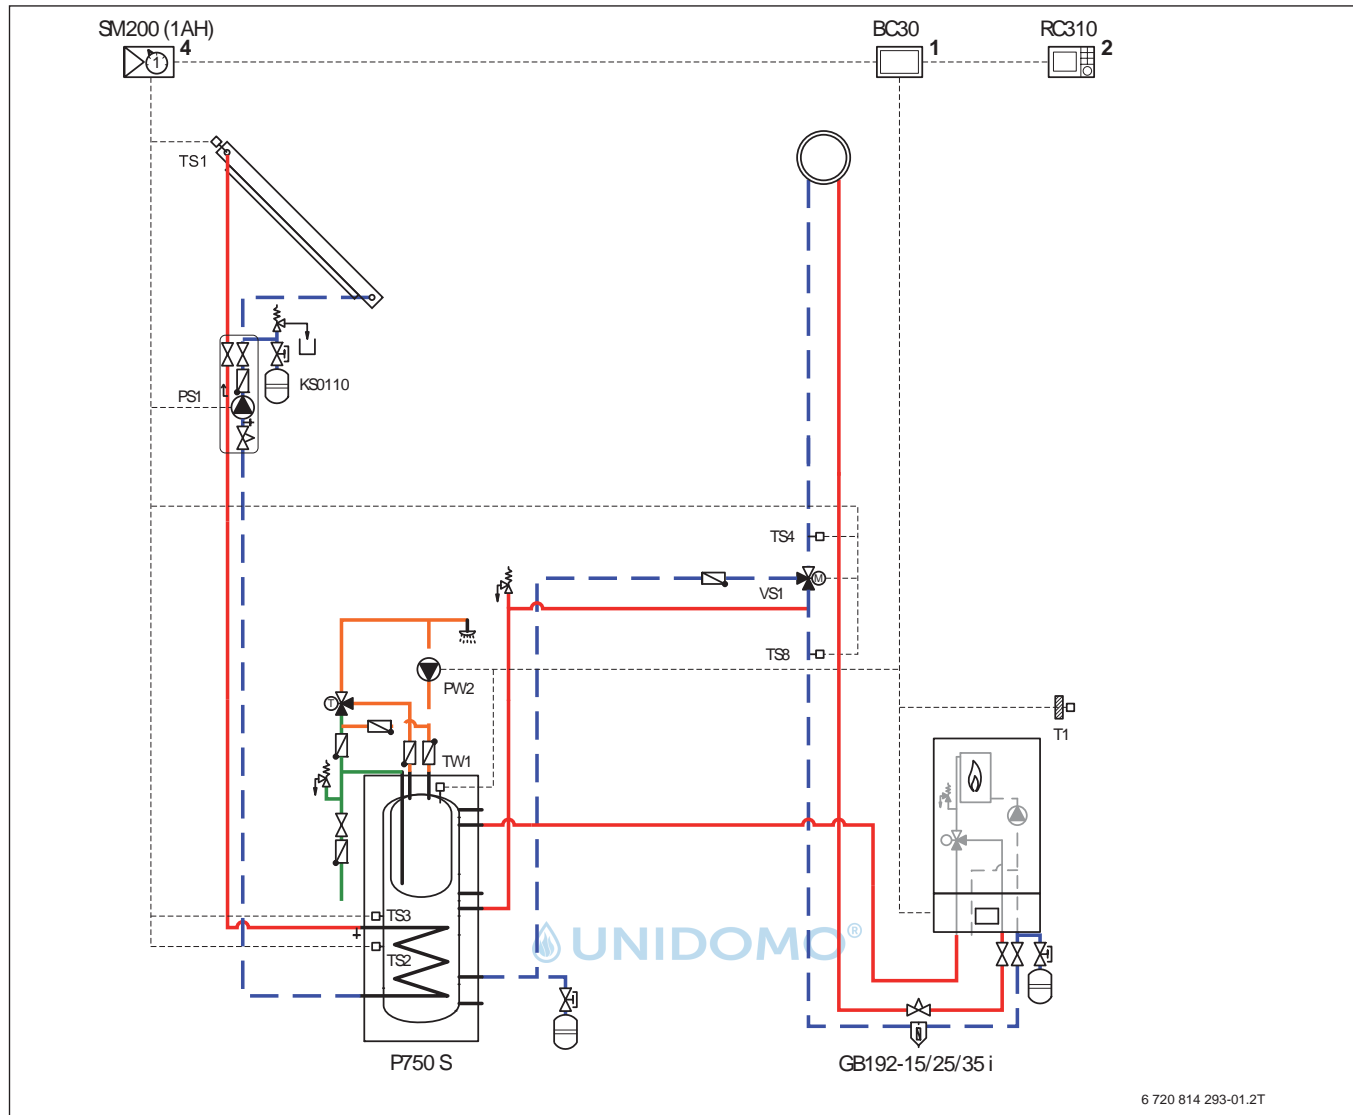 SM200 (1AH)
4
BC30
1
RC310
2
1
TS1
KS0110
PS1
TS4
M
VS1
TS8
PW2
T
T1
TW1
TS3
TS2
UNIDOMO®
P750 S
GB192-15/25/35 i
6 720 814 293-01.2T